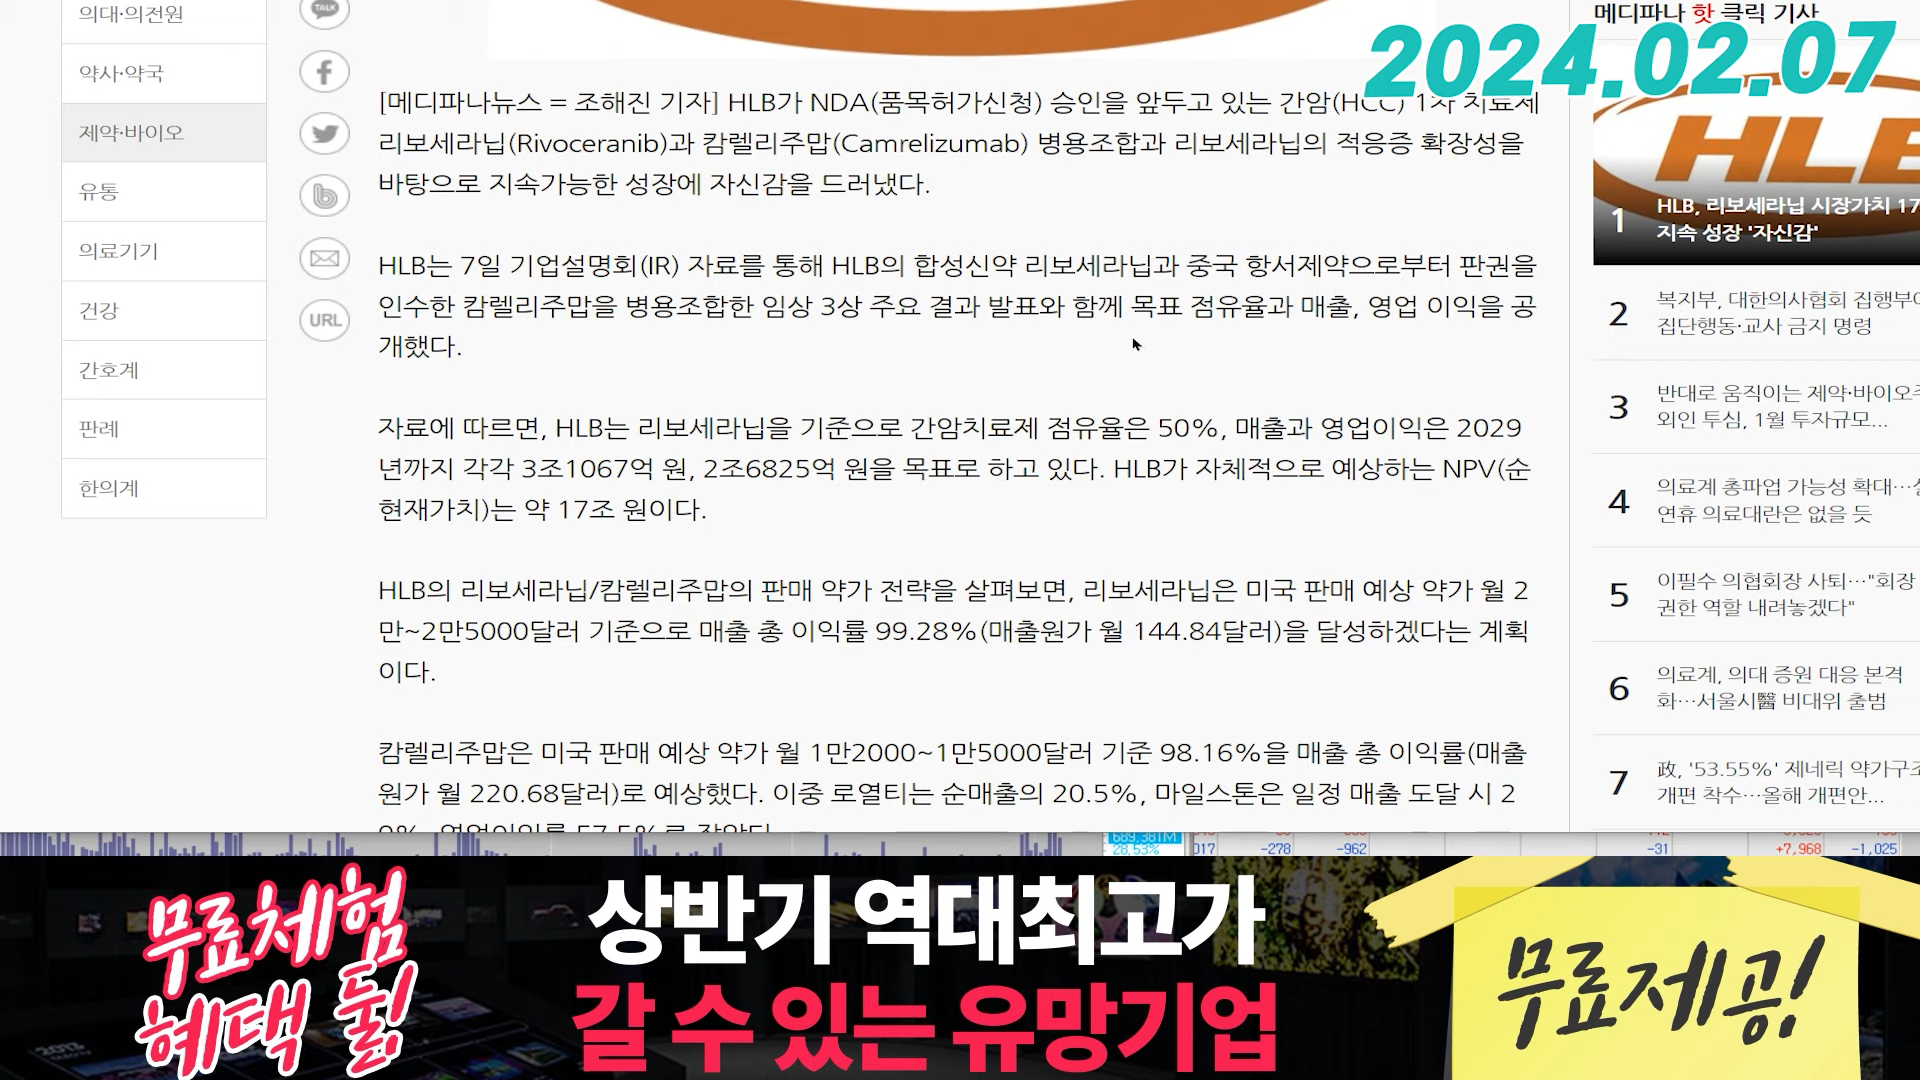 의대·의전원
약사·약국
제약·바이오
유통
의료기기
건강
간호계
판례
한의계
TALK
URL
[메디파나뉴스 = 조해진 기자] HLB가 NDA(품목허가신청) 승인을 앞두고 있는 간암(HCC) 1차 치료제
리보세라닙(Rivoceranib)과 캄렐리주맙(Camrelizumab) 병용조합과 리보세라닙의 적응증 확장성을
바탕으로 지속가능한 성장에 자신감을 드러냈다.
HLB는 7일 기업설명회(IR) 자료를 통해 HLB의 합성신약 리보세라닙과 중국 항서제약으로부터 판권을
인수한 캄렐리주맙을 병용조합한 임상 3상 주요 결과 발표와 함께 목표 점유율과 매출, 영업 이익을 공
개했다.
자료에 따르면, HLB는 리보세라닙을 기준으로 간암치료제 점유율은 50%, 매출과 영업이익은 2029
년까지 각각 3조1067억 원, 2조6825억 원을 목표로 하고 있다. HLB가 자체적으로 예상하는 NPV(순
현재가치)는 약 17조 원이다.
HLB의 리보세라닙/캄렐리주맙의 판매 약가 전략을 살펴보면, 리보세라닙은 미국 판매 예상 약가 월 2
만~2만5000달러 기준으로 매출 총 이익률 99.28%(매출원가 월 144.84달러)을 달성하겠다는 계획
이다.
캄렐리주맙은 미국 판매 예상 약가 월 1만2000~1만5000달러 기준 98.16%을 매출 총 이익률(매출
원가 월 220.68달러)로 예상했다. 이중 로열티는 순매출의 20.5%, 마일스톤은 일정 매출 도달 시 2
메디파나 핫 클릭 기사
2024.02.07
HLB
1 HLB, 리보세라닙 시장가치 17
지속 성장 '자신감'
2 복지부, 대한의사협회 집행부에
집단행동·교사 금지 명령
3 반대로 움직이는 제약·바이오주
외인 투심, 1월 투자규모…
4 의료계 총파업 가능성 확대…설
연휴 의료대란은 없을 듯
5 이필수 의협회장 사퇴…"회장
권한 역할 내려놓겠다"
6 의료계, 의대 증원 대응 본격
화…서울시醫 비대위 출범
7 政, '53.55%' 제네릭 약가구조
개편 착수…올해 개편안…
689,381M
28.53%
017 -278 -962 -31 +7,968 -1,025
무료체험
혜택 둘!
상반기 역대최고가
갈 수 있는 유망기업
무료제공!